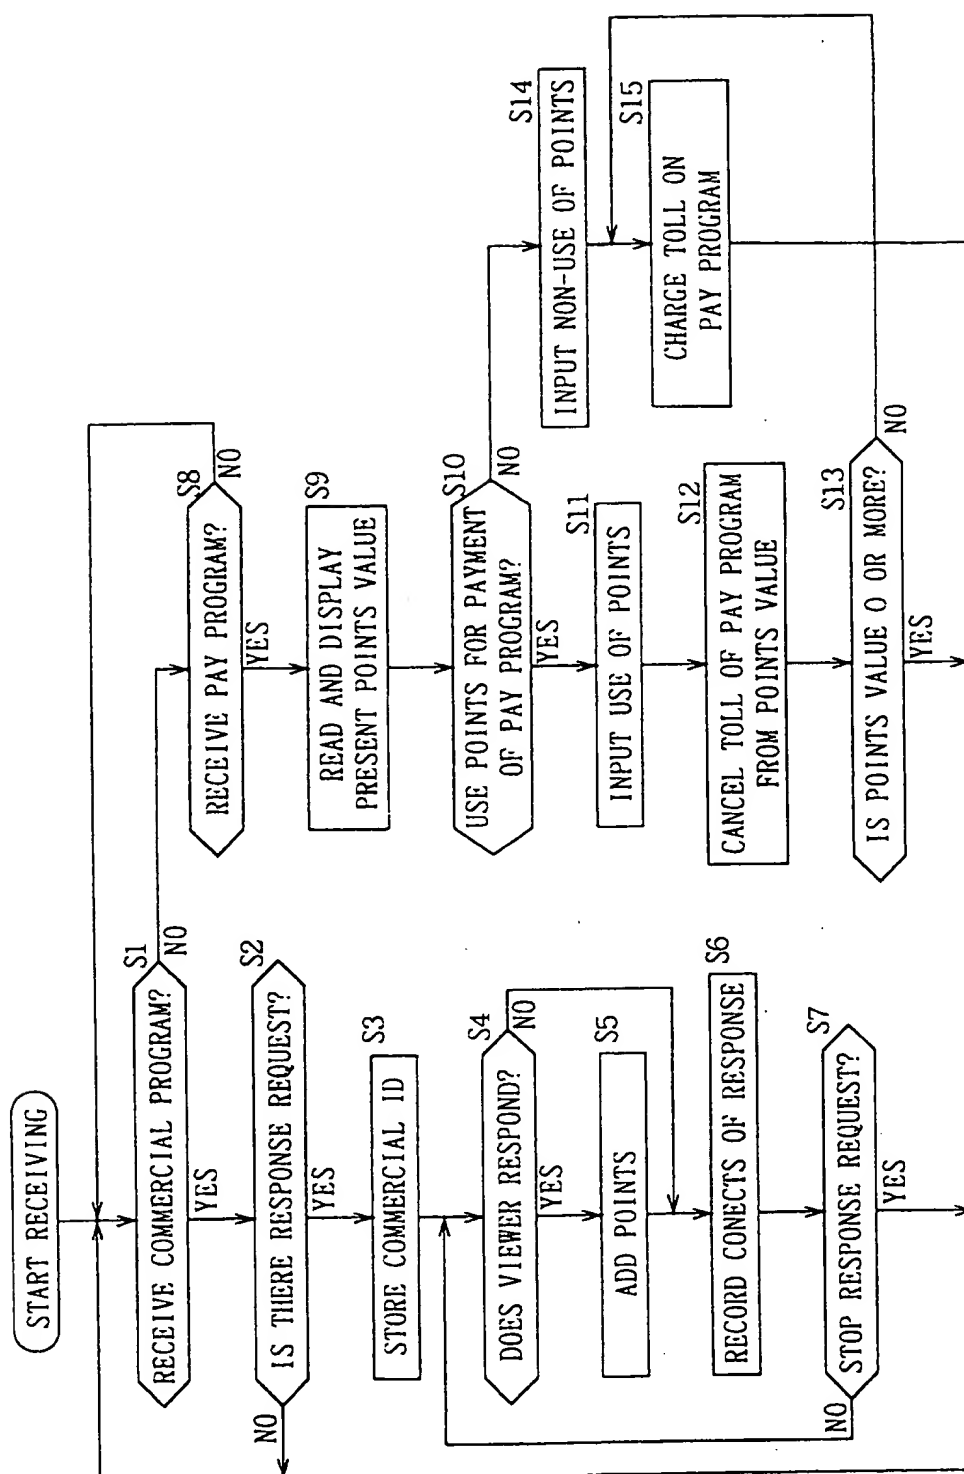 START RECEIVING
S1
RECEIVE COMMERCIAL PROGRAM?
NO
YES
S2
IS THERE RESPONSE REQUEST?
NO
YES
S3
STORE COMMERCIAL ID
S4
DOES VIEWER RESPOND?
NO
YES
S5
ADD POINTS
S6
RECORD CONECTS OF RESPONSE
S7
STOP RESPONSE REQUEST?
NO
YES
S8
RECEIVE PAY PROGRAM?
NO
YES
S9
READ AND DISPLAY
PRESENT POINTS VALUE
S10
USE POINTS FOR PAYMENT
OF PAY PROGRAM?
NO
YES
S11
INPUT USE OF POINTS
S12
CANCEL TOLL OF PAY PROGRAM
FROM POINTS VALUE
S13
IS POINTS VALUE O OR MORE?
NO
YES
S14
INPUT NON-USE OF POINTS
S15
CHARGE TOLL ON
PAY PROGRAM